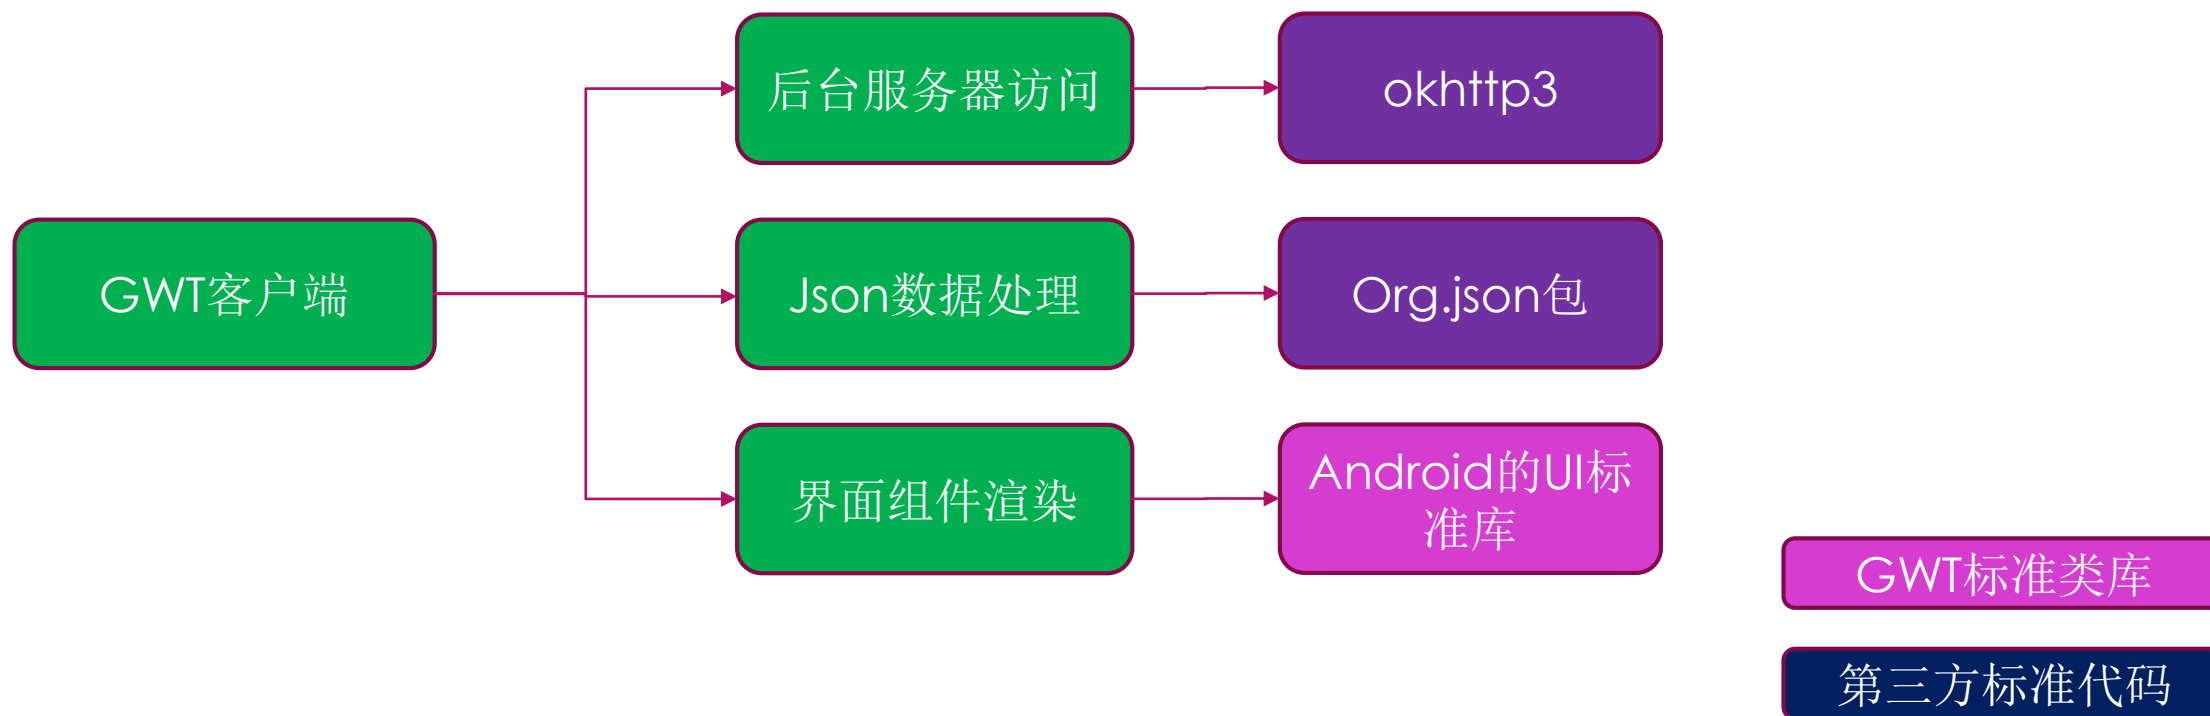 后台服务器访问
okhttp3
GWT客户端
Json数据处理
Org.json包
界面组件渲染
Android的UI标
准库
GWT标准类库
第三方标准代码